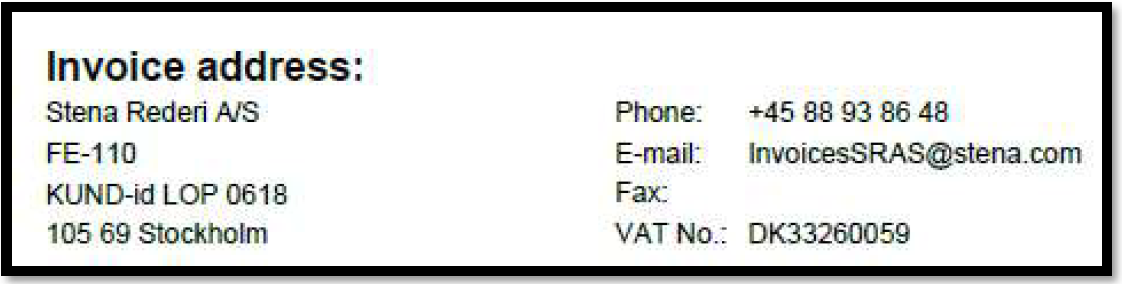 Invoice address:
Stena Rederi A/S
FE-110
KUND-id LOP 0618
105 69 Stockholm
Phone: +45 88 93 86 48
E-mail: InvoicesSRAS@stena.com
Fax:
VAT No.: DK33260059